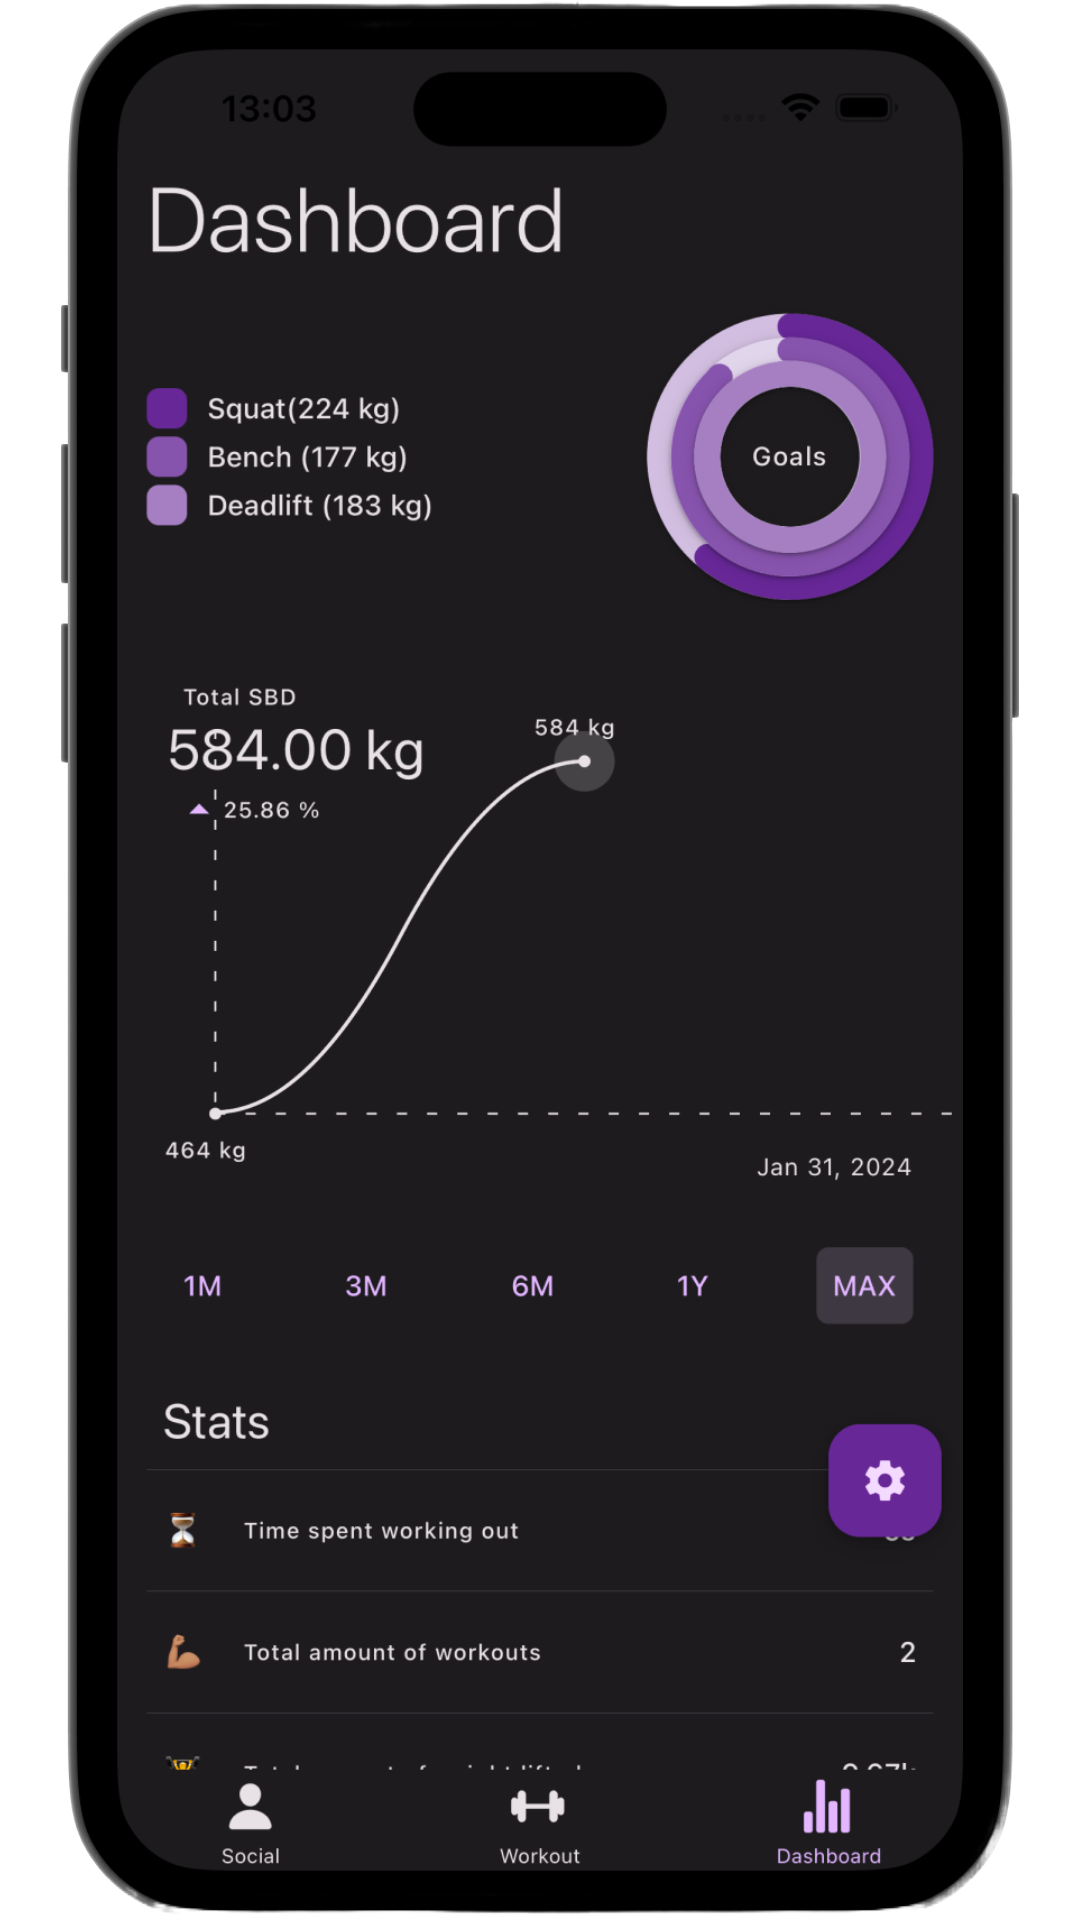 13:03
Dashboard
Squat(224 kg)
Bench (177 kg)
Deadlift (183 kg)
Goals
Total SBD
584.00 kg
25.86 %
584 kg
464 kg
Jan 31, 2024
1M 3M 6M 1Y MAX
Stats
Time spent working out
Total amount of workouts 2
Social Workout Dashboard